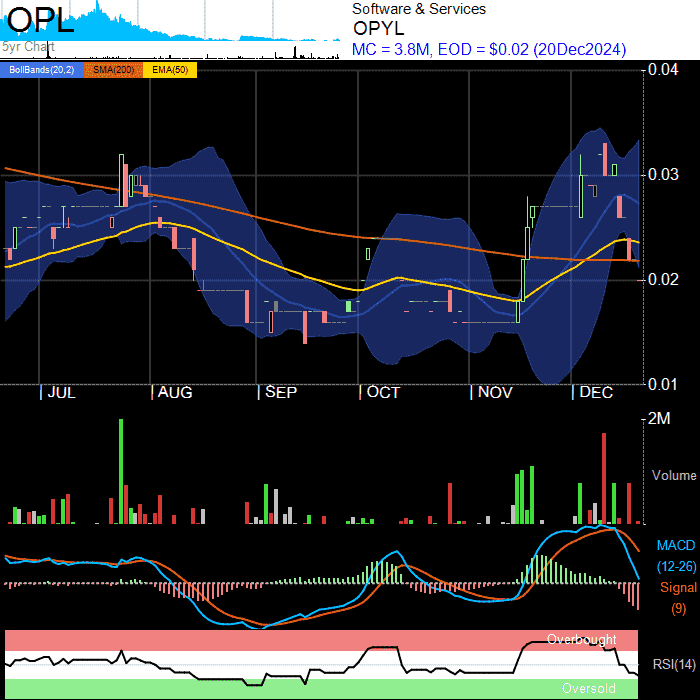 OPL
5yr Chart
Software & Services
OPYL
MC = 3.8M, EOD = $0.02 (20Dec2024)
BollBands(20,2) SMA(200) EMA(50)
0.04
0.03
0.02
0.01
JUL AUG SEP OCT NOV DEC
2M
Volume
MACD
(12-26)
Signal
(9)
Overbought
RSI(14)
Oversold